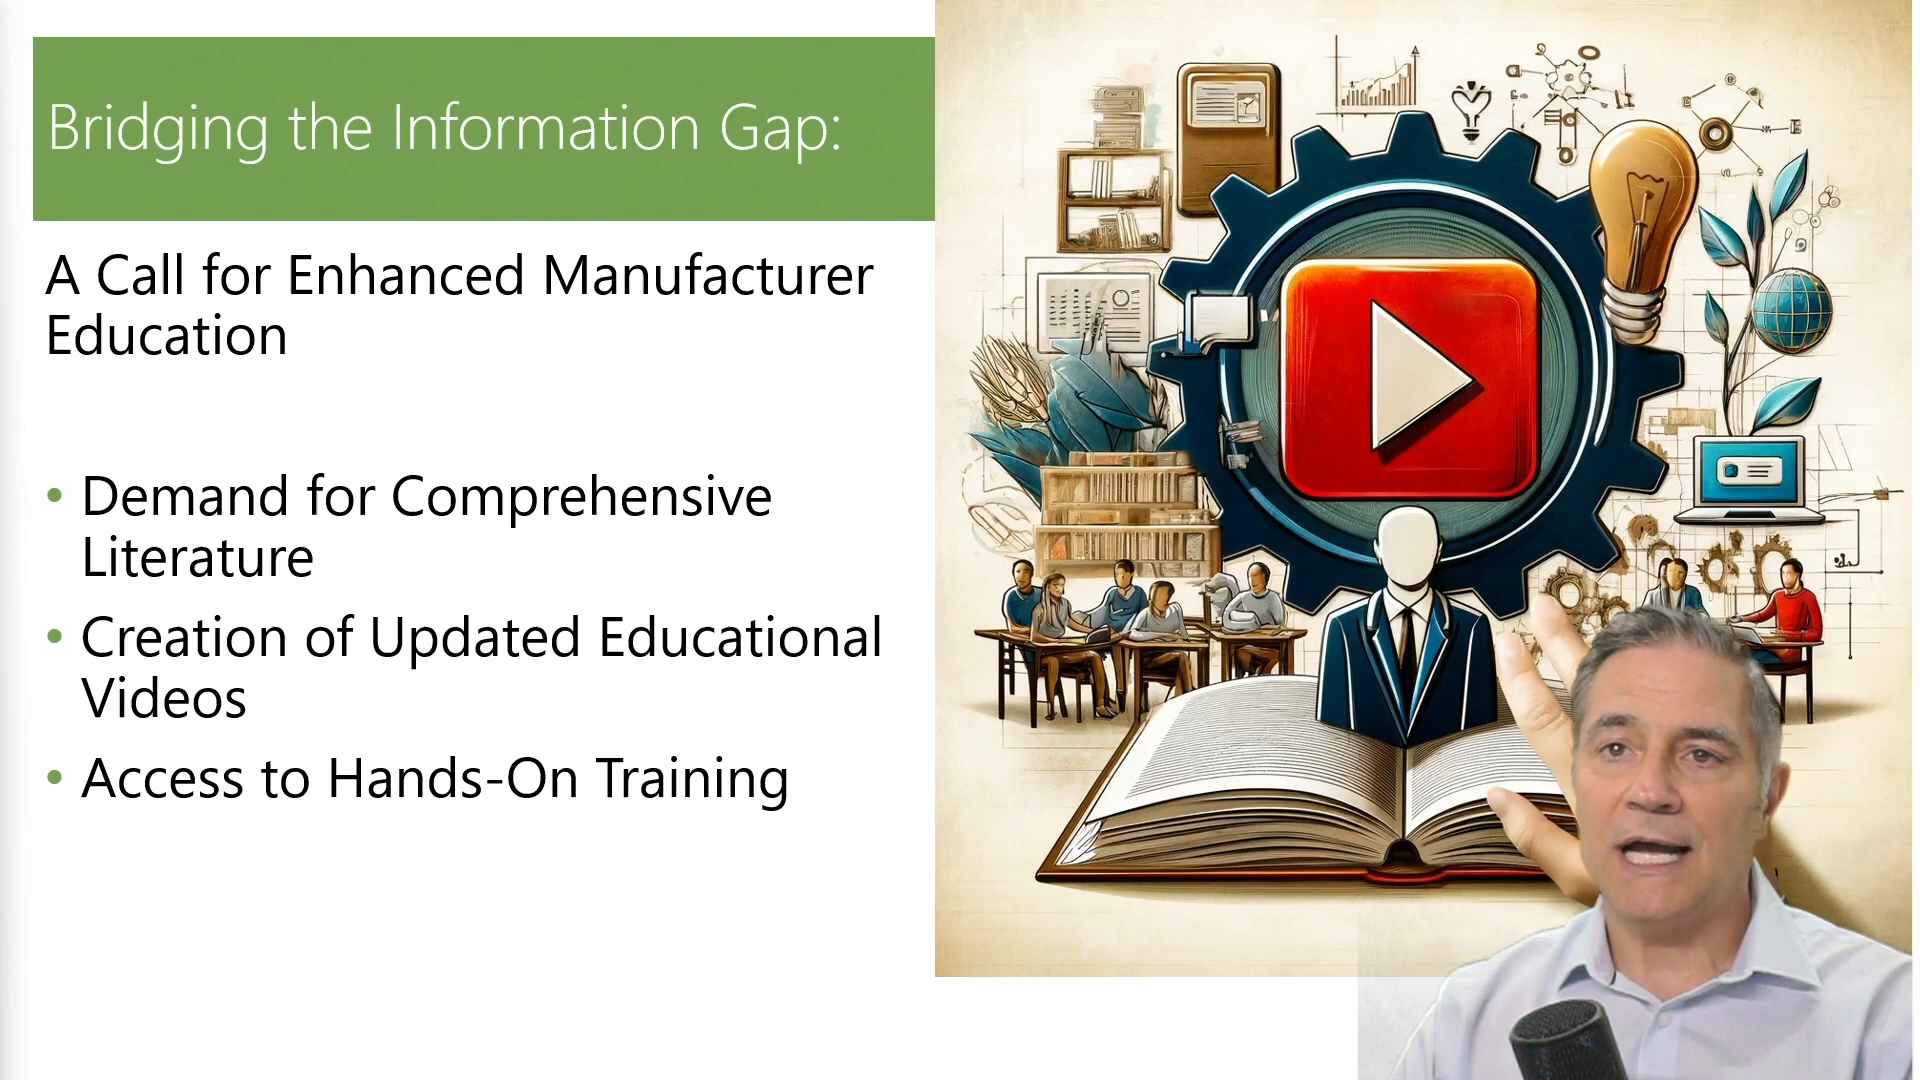 Bridging the Information Gap:
A Call for Enhanced Manufacturer
Education
• Demand for Comprehensive
Literature
• Creation of Updated Educational
Videos
• Access to Hands-On Training